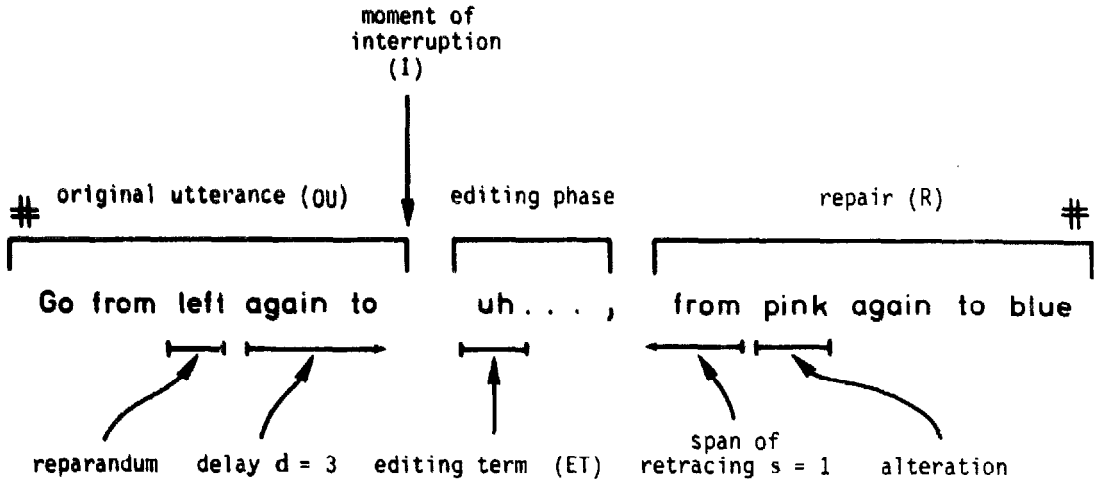 moment of
interruption
(I)
# original utterance (OU) editing phase repair (R) #
Go from left again to uh . . . , from pink again to blue
reparandum delay d = 3 editing term (ET) span of
retracing s = 1 alteration